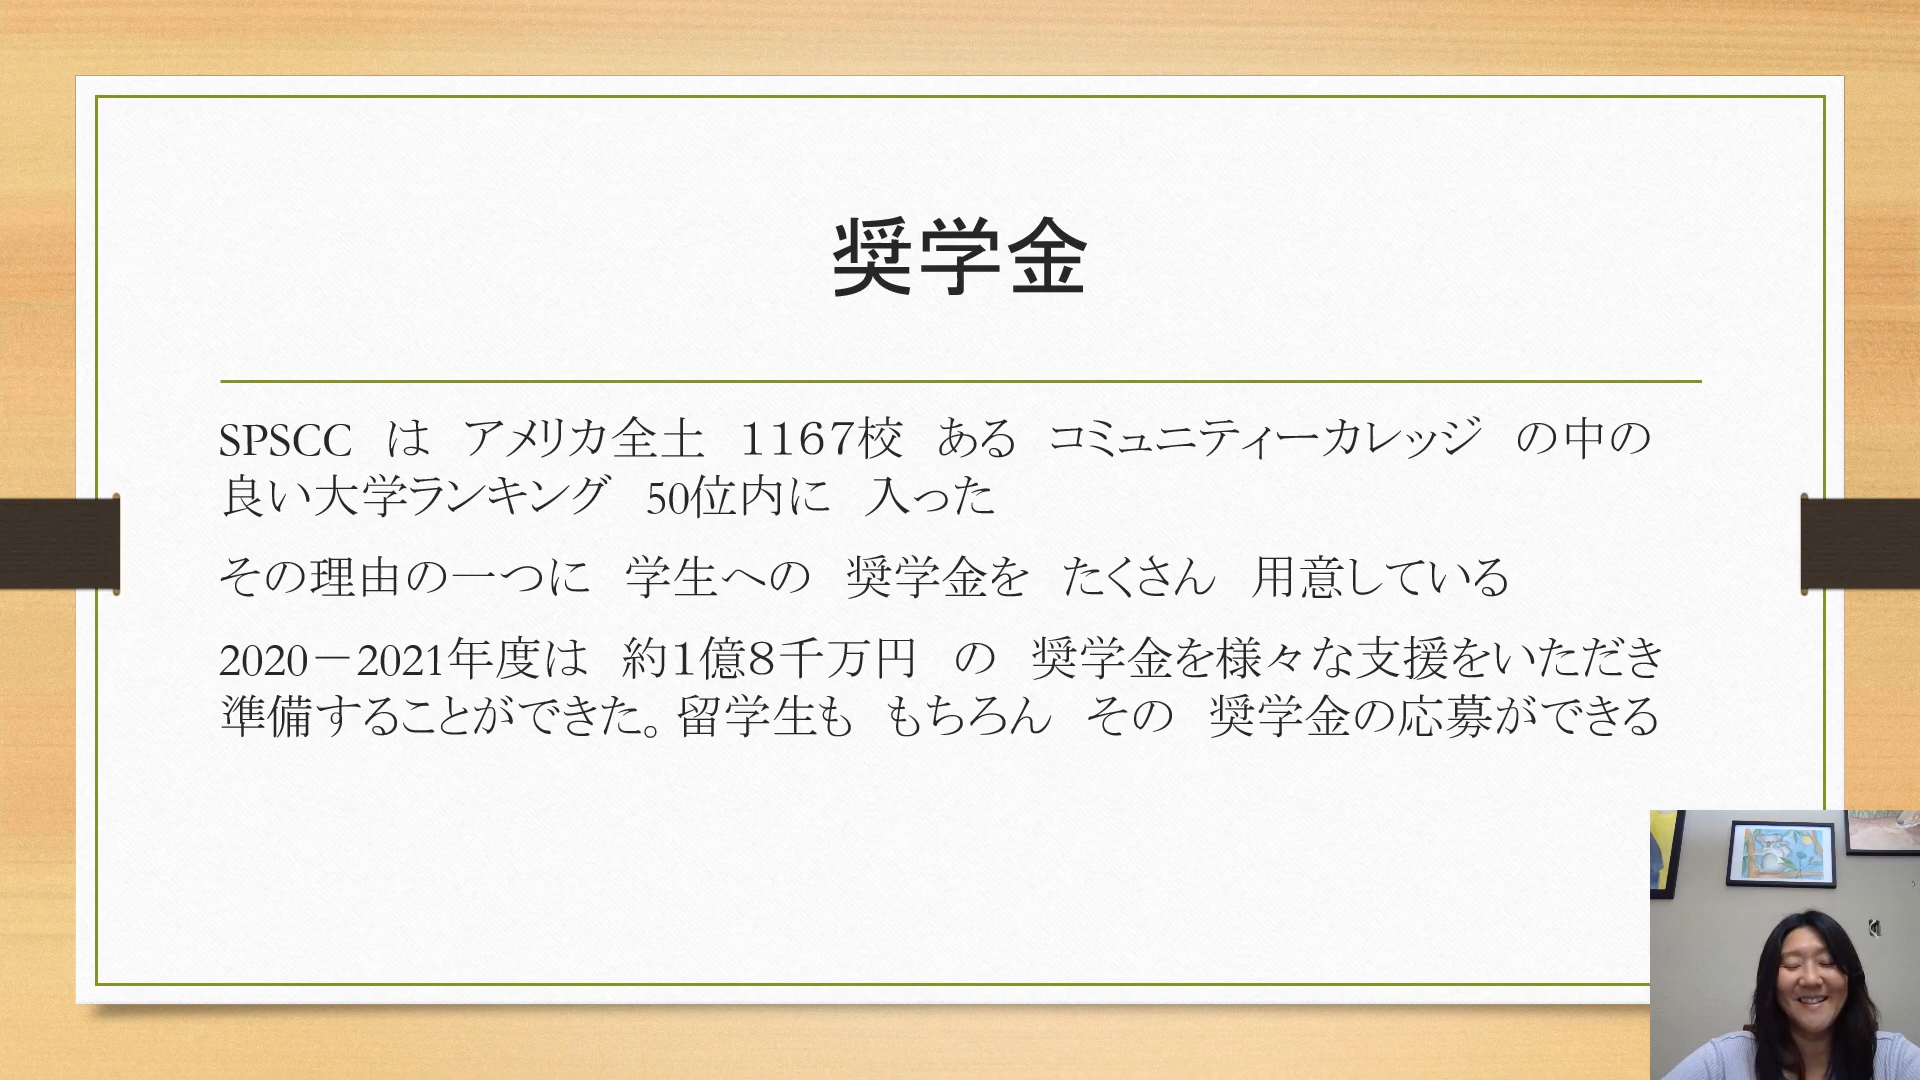 奨学金
SPSCC　は　アメリカ全土　１１６７校　ある　コミュニティーカレッジ　の中の
良い大学ランキング　50位内に　入った
その理由の一つに　学生への　奨学金を　たくさん　用意している
2020－2021年度は　約１億８千万円　の　奨学金を様々な支援をいただき
準備することができた。留学生も　もちろん　その　奨学金の応募ができる